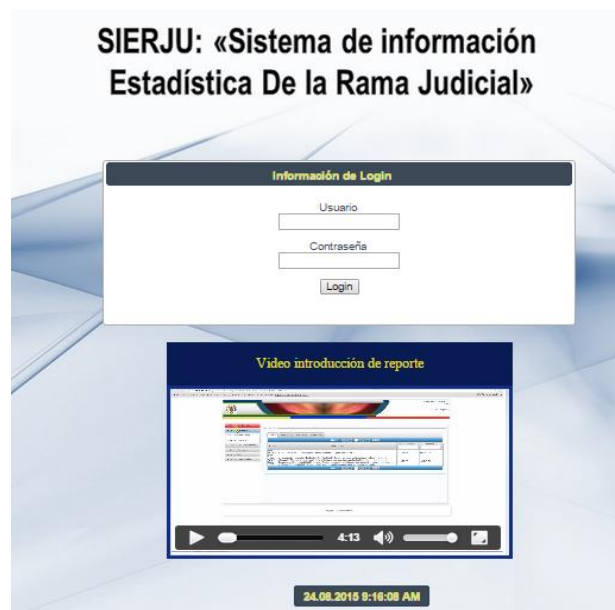 SIERJU: «Sistema de información
Estadística De la Rama Judicial»
Información de Login
Usuario
Contraseña
Login
Video introducción de reporte
4:13
24.08.2015 9:16:08 AM